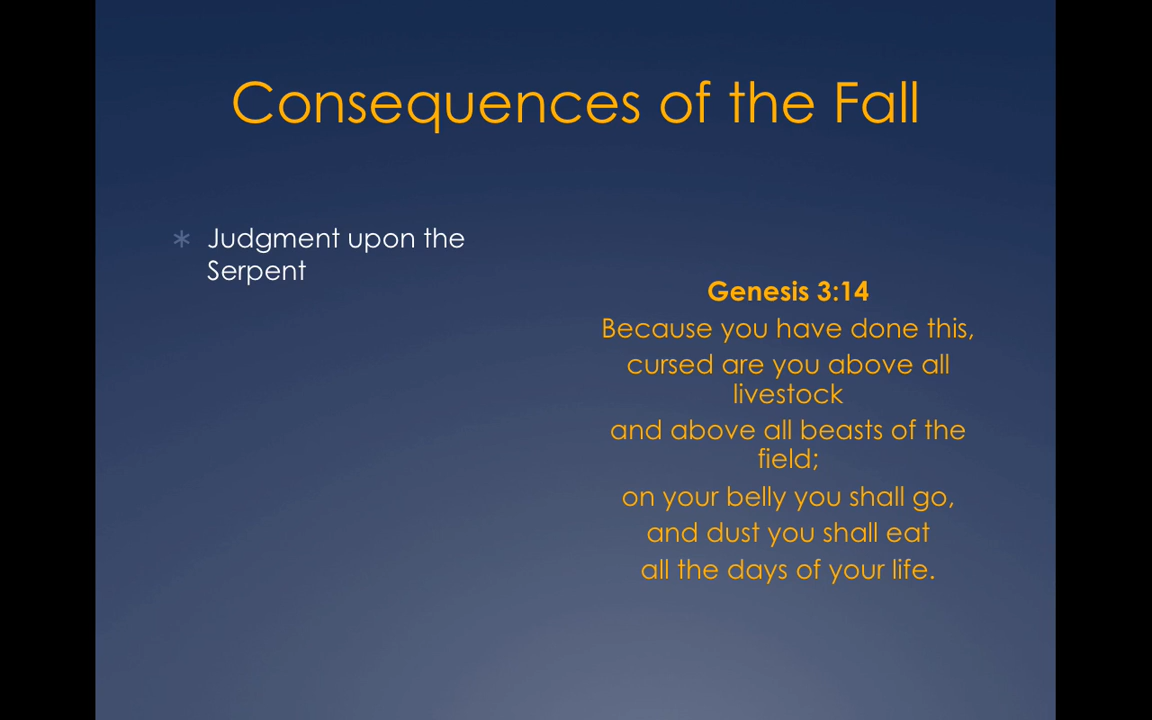 Consequences of the Fall
Judgment upon the
Serpent
Genesis 3:14
Because you have done this,
cursed are you above all
livestock
and above all beasts of the
field;
on your belly you shall go,
and dust you shall eat
all the days of your life.